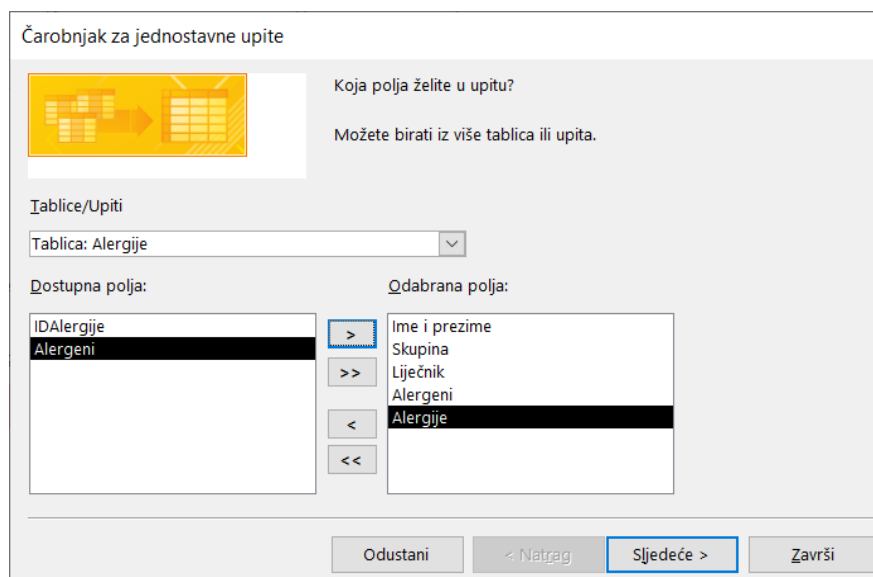 Čarobnjak za jednostavne upite
Koja polja želite u upitu?
Možete birati iz više tablica ili upita.
Tablice/Upiti
Tablica: Alergije
Dostupna polja:
IDAlergije
Alergeni
>
>>
<
<<
Odabrana polja:
Ime i prezime
Skupina
Liječnik
Alergeni
Alergije
Odustani
< Natrag
Sljedeće >
Završi